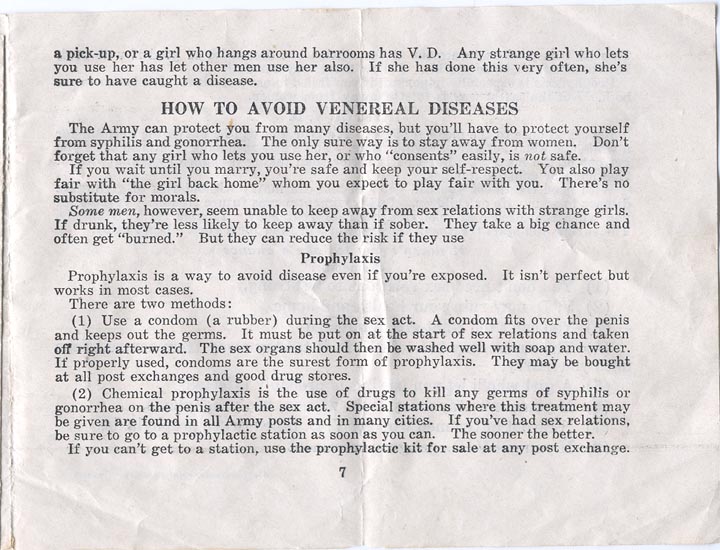 a pick-up, or a girl who hangs around barrooms has V. D. Any strange girl who lets
you use her has let other men use her also. If she has done this very often, she's
sure to have caught a disease.
HOW TO AVOID VENEREAL DISEASES
The Army can protect you from many diseases, but you'll have to protect yourself
from syphilis and gonorrhea. The only sure way is to stay away from women. Don't
forget that any girl who lets you use her, or who "consents" easily, is not safe.
If you wait until you marry, you're safe and keep your self-respect. You also play
fair with "the girl back home" whom you expect to play fair with you. There's no
substitute for morals.
Some men, however, seem unable to keep away from sex relations with strange girls.
If drunk, they're less likely to keep away than if sober. They take a big chance and
often get "burned." But they can reduce the risk if they use
Prophylaxis
Prophylaxis is a way to avoid disease even if you're exposed. It isn't perfect but
works in most cases.
There are two methods:
(1) Use a condom (a rubber) during the sex act. A condom fits over the penis
and keeps out the germs. It must be put on at the start of sex relations and taken
off right afterward. The sex organs should then be washed well with soap and water.
If properly used, condoms are the surest form of prophylaxis. They may be bought
at all post exchanges and good drug stores.
(2) Chemical prophylaxis is the use of drugs to kill any germs of syphilis or
gonorrhea on the penis after the sex act. Special stations where this treatment may
be given are found in all Army posts and in many cities. If you've had sex relations,
be sure to go to a prophylactic station as soon as you can. The sooner the better.
If you can't get to a station, use the prophylactic kit for sale at any post exchange.
7